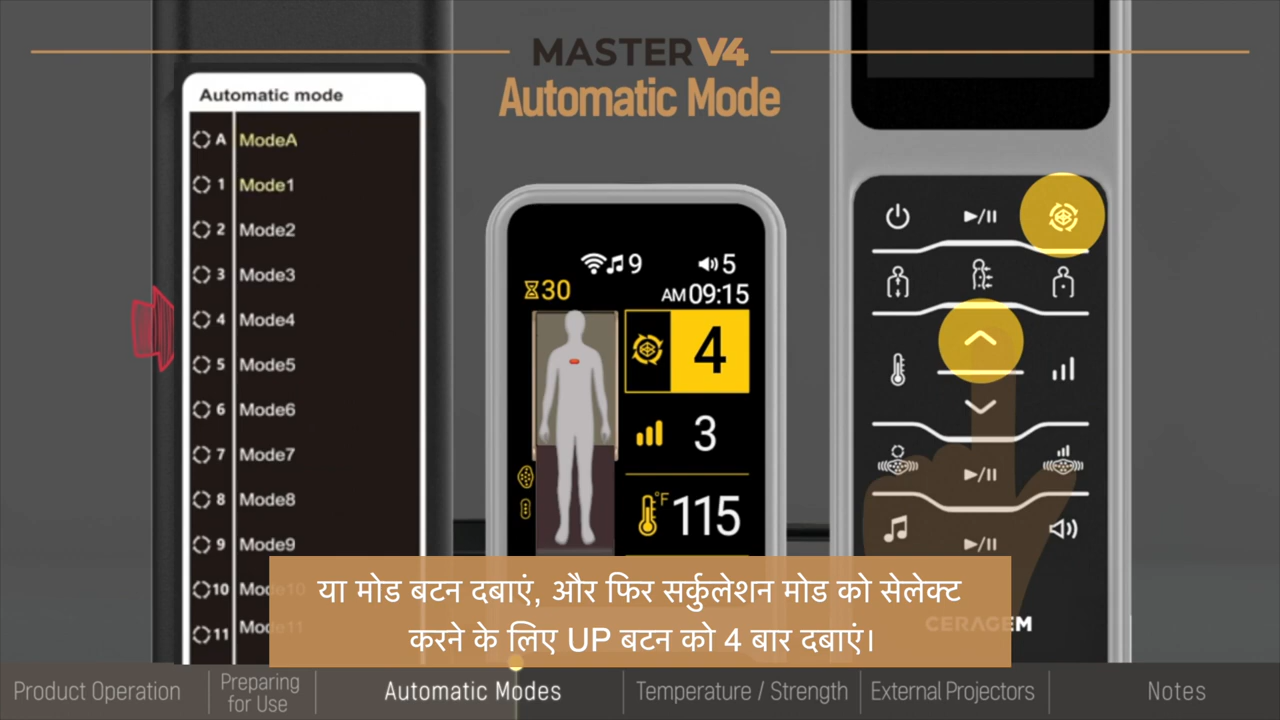 MASTER V4
Automatic Mode
Automatic mode
A ModeA
1 Mode1
2 Mode2
3 Mode3
4 Mode4
5 Mode5
6 Mode6
7 Mode7
8 Mode8
9 Mode9
10 Mode10
11 Mode11
9 5
30 AM 09:15
4
3
°F 115
CERAGEM
या मोड बटन दबाएं, और फिर सर्कुलेशन मोड को सेलेक्ट
करने के लिए UP बटन को 4 बार दबाएं।
Product Operation
Preparing
for Use
Automatic Modes
Temperature / Strength
External Projectors
Notes